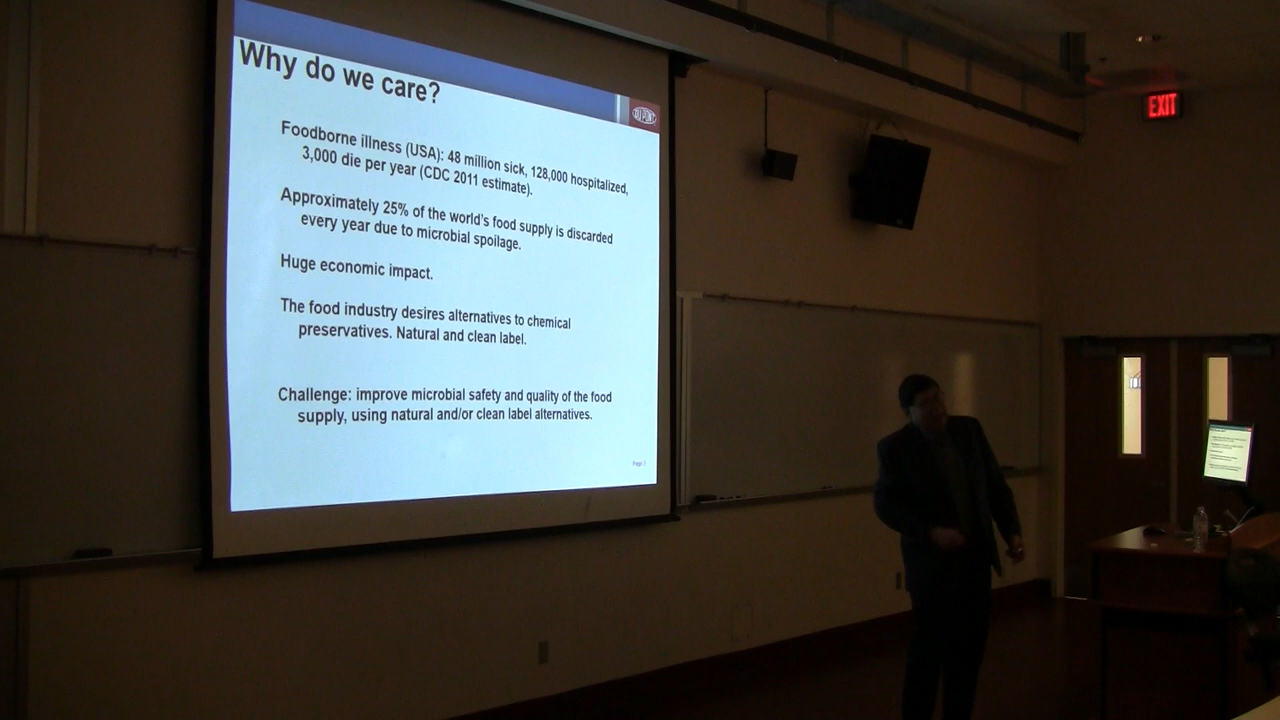 Why do we care?
DUPONT
Foodborne illness (USA): 48 million sick, 128,000 hospitalized,
3,000 die per year (CDC 2011 estimate).
Approximately 25% of the world's food supply is discarded
every year due to microbial spoilage.
Huge economic impact.
The food industry desires alternatives to chemical
preservatives. Natural and clean label.
Challenge: improve microbial safety and quality of the food
supply, using natural and/or clean label alternatives.
Page 3
EXIT